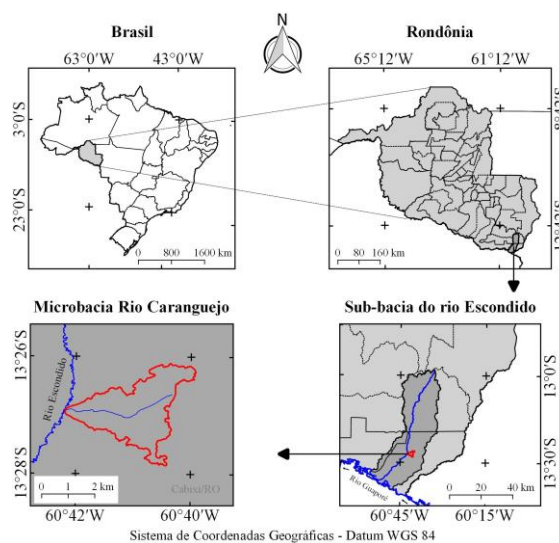 Brasil
N
Rondônia
63°0'W 43°0'W
65°12'W 61°12'W
3°0'S
23°0'S
12°4
0 800 1600 km
0 80 160 km
Microbacia Rio Caranguejo
Sub-bacia do rio Escondido
13°26'S
13°28'S
Rio Escondido
0 1 2 km
Cabixi/RO
60°42'W 60°40'W
13°0'S
13°30'S
Rio Guaporé
0 20 40 km
60°45'W 60°15'W
Sistema de Coordenadas Geográficas - Datum WGS 84